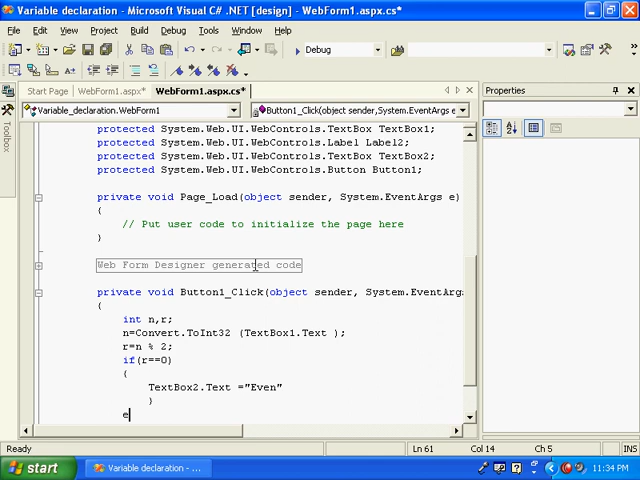 Variable declaration - Microsoft Visual C# .NET [design] - WebForm1.aspx.cs*
File Edit View Project Build Debug Tools Window Help
Debug
Start Page WebForm1.aspx* WebForm1.aspx.cs*
Properties
Variable_declaration.WebForm1 Button1_Click(object sender,System.EventArgs e
Toolbox
protected System.Web.UI.WebControls.TextBox TextBox1;
protected System.Web.UI.WebControls.Label Label2;
protected System.Web.UI.WebControls.TextBox TextBox2;
protected System.Web.UI.WebControls.Button Button1;
private void Page_Load(object sender, System.EventArgs e)
{
// Put user code to initialize the page here
}
Web Form Designer generated code
private void Button1_Click(object sender, System.EventArgs
{
int n,r;
n=Convert.ToInt32 (TextBox1.Text );
r=n % 2;
if(r==0)
{
TextBox2.Text ="Even"
}
e
Ready Ln 61 Col 14 Ch 5 INS
start Variable declaration - ... 11:34 PM